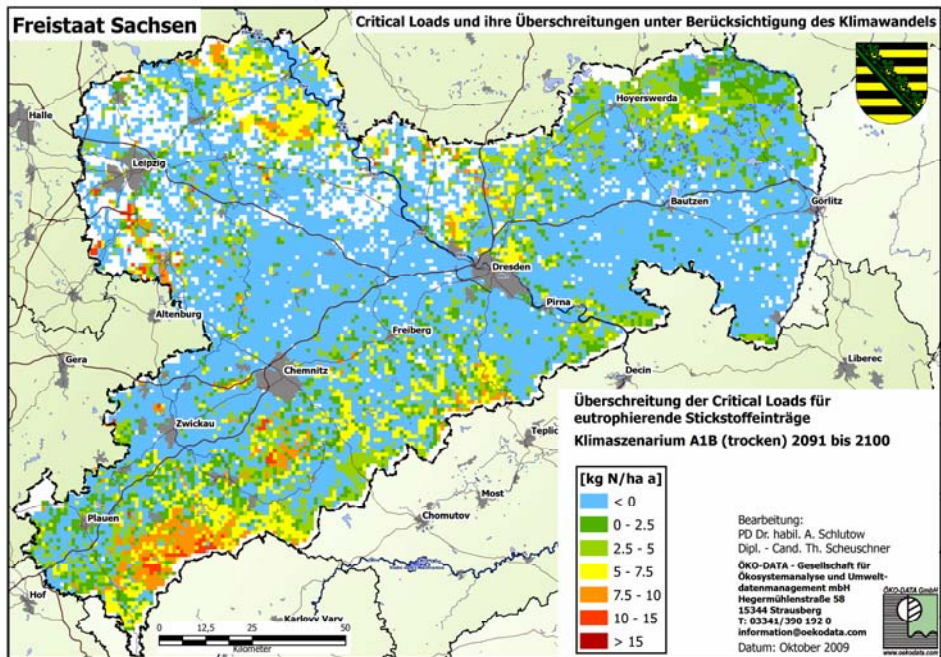 Freistaat Sachsen
Critical Loads und ihre Überschreitungen unter Berücksichtigung des Klimawandels
Halle
Leipzig
Hoyerswerda
Bautzen
Görlitz
Dresden
Pirna
Altenburg
Freiberg
Gera
Chemnitz
Decin
Liberec
Zwickau
Teplic
Most
Chomutov
Plauen
Hof
Karlovy Vary
Überschreitung der Critical Loads für
eutrophierende Stickstoffeinträge
Klimaszenarium A1B (trocken) 2091 bis 2100
[kg N/ha a]
< 0
0 - 2.5
2.5 - 5
5 - 7.5
7.5 - 10
10 - 15
> 15
Bearbeitung:
PD Dr. habil. A. Schlutow
Dipl. - Cand. Th. Scheuschner
ÖKO-DATA - Gesellschaft für
Ökosystemanalyse und Umwelt-
datenmanagement mbH
Hegermühlenstraße 58
15344 Strausberg
T: 03341/390 192 0
information@oekodata.com
Datum: Oktober 2009
ÖKO-DATA GmbH
www.oekodata.com
0 12,5 25 50
Kilometer